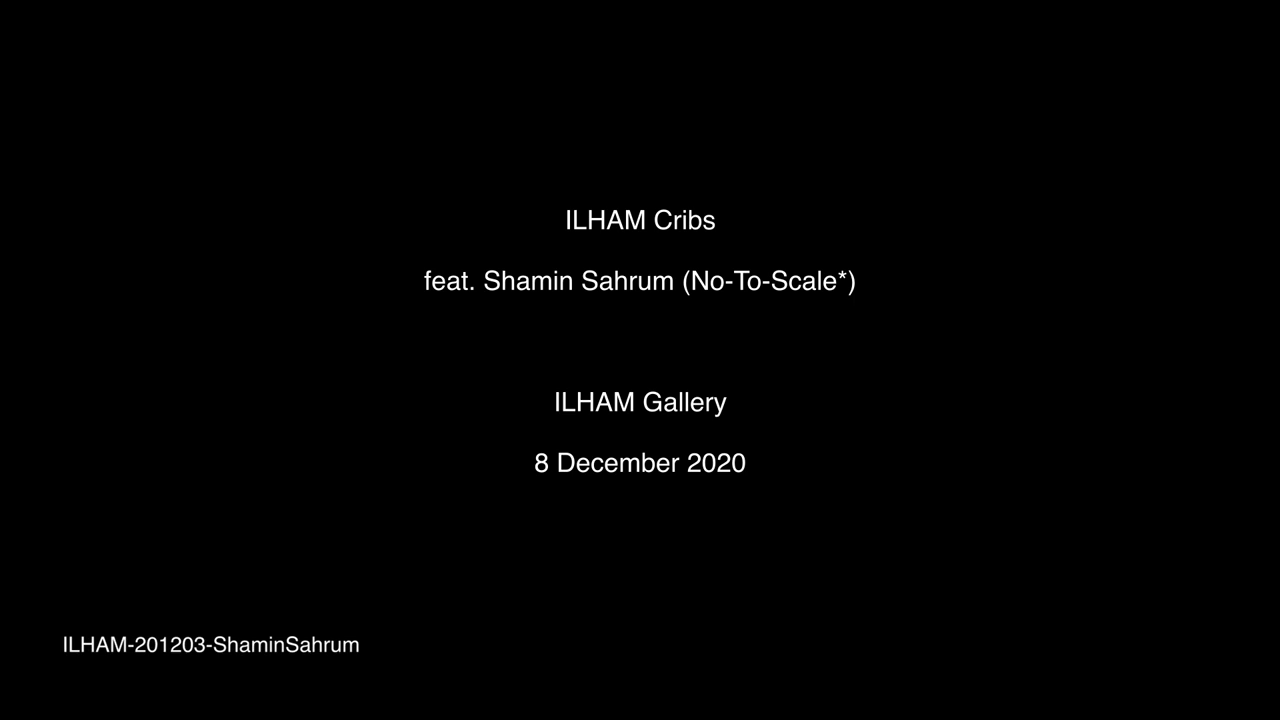 ILHAM Cribs
feat. Shamin Sahrum (No-To-Scale*)
ILHAM Gallery
8 December 2020
ILHAM-201203-ShaminSahrum